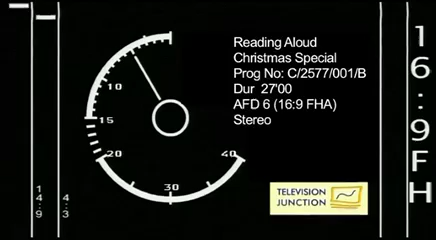 Reading Aloud
Christmas Special
Prog No: C/2577/001/B
Dur 27'00
AFD 6 (16:9 FHA)
Stereo
10
15
20
30
40
14:9
4:3
16:9FH
TELEVISION
JUNCTION